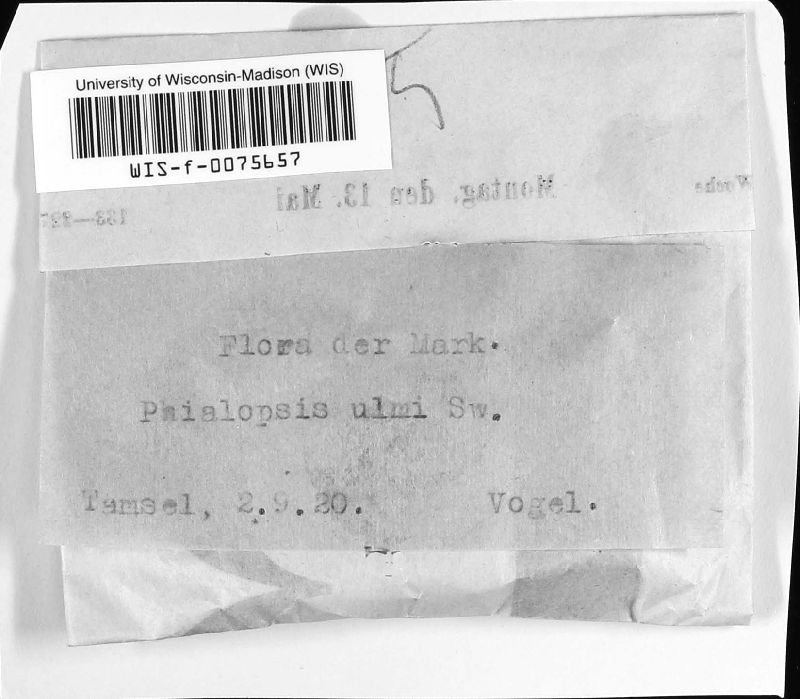 University of Wisconsin-Madison (WIS)
WIS-f-0075657
Woche
Montag, den 13. Mai
Flora der Mark.
Phialopsis ulmi Sw.
Tamsel, 2.9.20. Vogel.